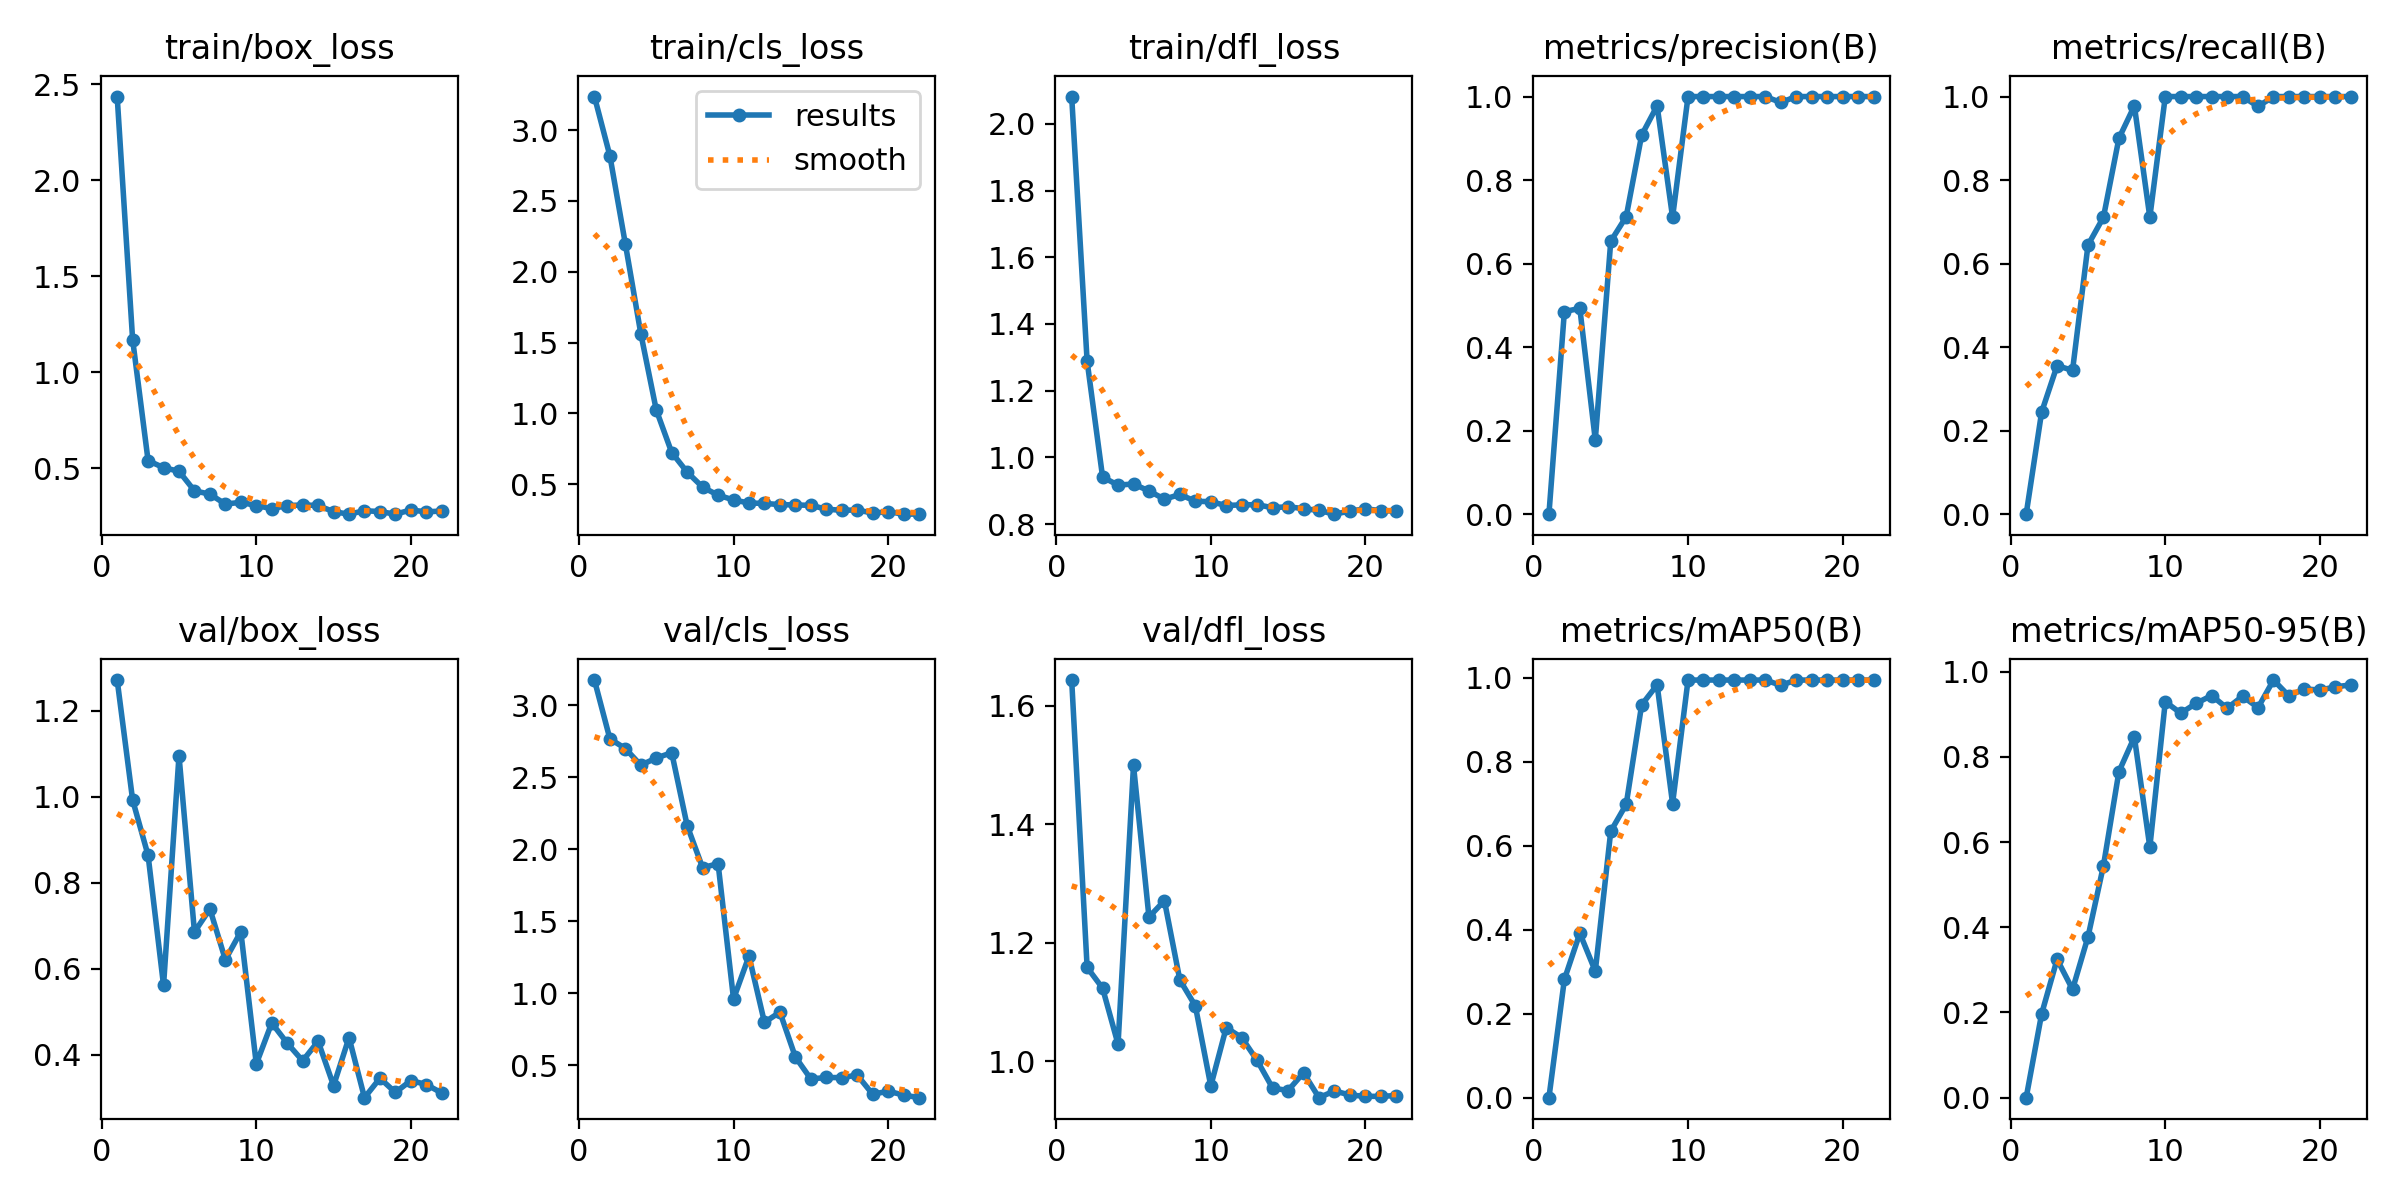 train/box_loss
train/cls_loss
train/dfl_loss
metrics/precision(B)
metrics/recall(B)
2.5
2.0
1.5
1.0
0.5
0 10 20
results
smooth
3.0
2.5
2.0
1.5
1.0
0.5
0 10 20
2.0
1.8
1.6
1.4
1.2
1.0
0.8
0 10 20
1.0
0.8
0.6
0.4
0.2
0.0
0 10 20
1.0
0.8
0.6
0.4
0.2
0.0
0 10 20
val/box_loss
val/cls_loss
val/dfl_loss
metrics/mAP50(B)
metrics/mAP50-95(B)
1.2
1.0
0.8
0.6
0.4
0 10 20
3.0
2.5
2.0
1.5
1.0
0.5
0 10 20
1.6
1.4
1.2
1.0
0 10 20
1.0
0.8
0.6
0.4
0.2
0.0
0 10 20
1.0
0.8
0.6
0.4
0.2
0.0
0 10 20